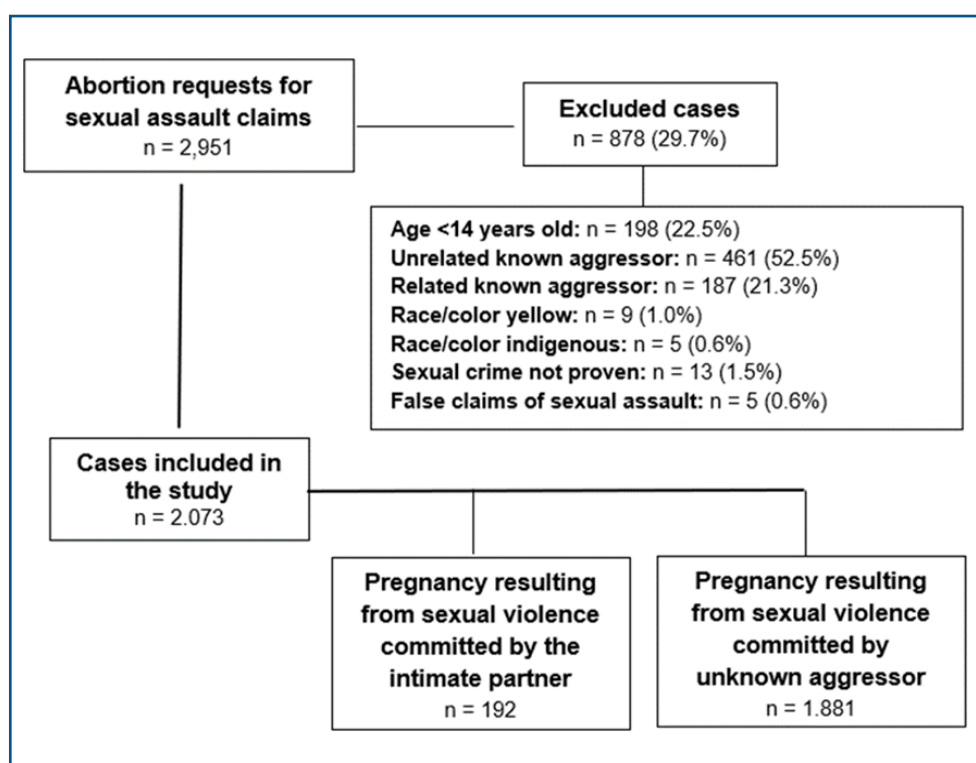 Abortion requests for
sexual assault claims
n = 2,951
Excluded cases
n = 878 (29.7%)
Age <14 years old: n = 198 (22.5%)
Unrelated known aggressor: n = 461 (52.5%)
Related known aggressor: n = 187 (21.3%)
Race/color yellow: n = 9 (1.0%)
Race/color indigenous: n = 5 (0.6%)
Sexual crime not proven: n = 13 (1.5%)
False claims of sexual assault: n = 5 (0.6%)
Cases included in
the study
n = 2.073
Pregnancy resulting
from sexual violence
committed by the
intimate partner
n = 192
Pregnancy resulting
from sexual violence
committed by
unknown aggressor
n = 1.881